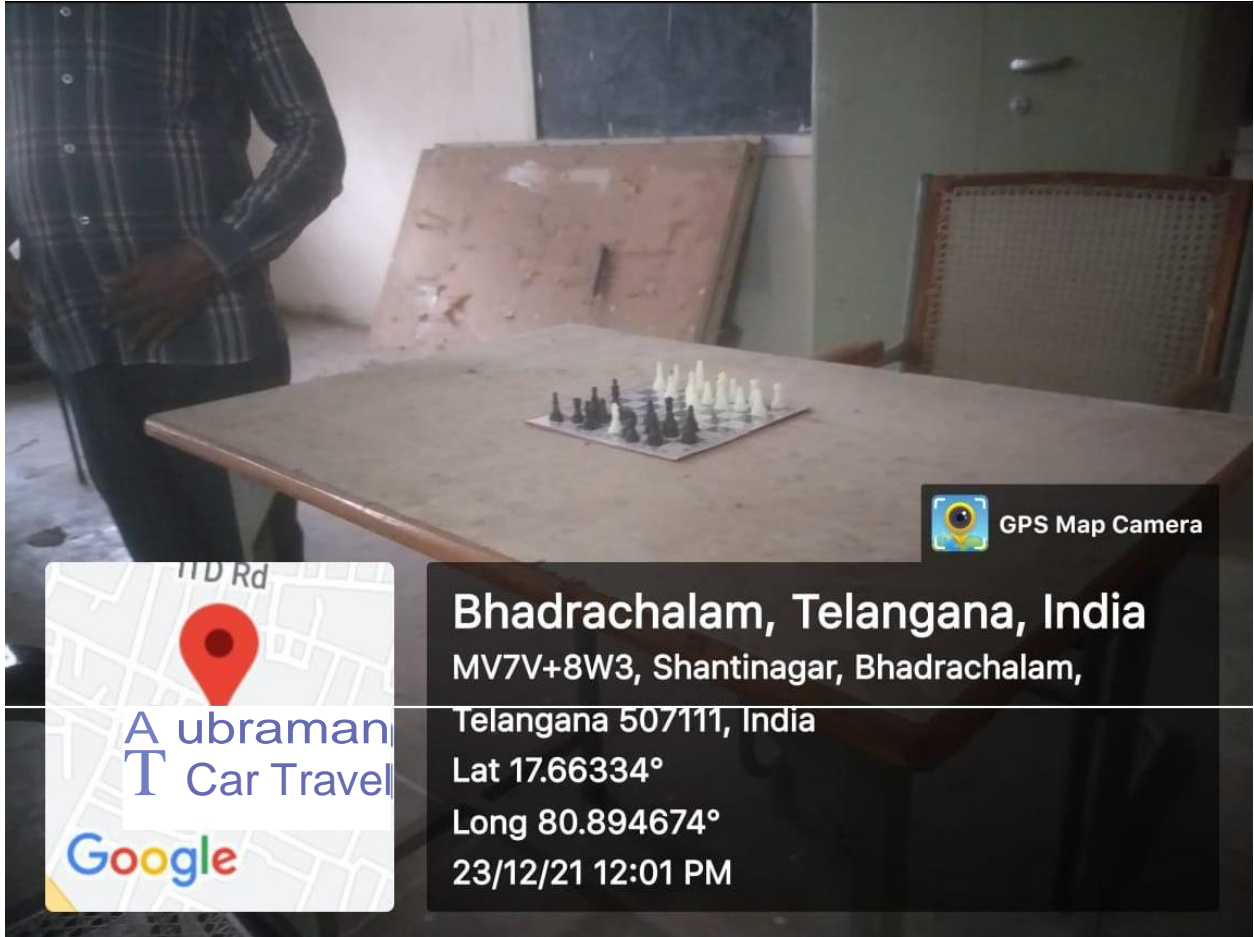 GPS Map Camera
Bhadrachalam, Telangana, India
MV7V+8W3, Shantinagar, Bhadrachalam,
Telangana 507111, India
Lat 17.66334°
Long 80.894674°
23/12/21 12:01 PM
ITD Rd
A ubraman
T Car Travel
Google